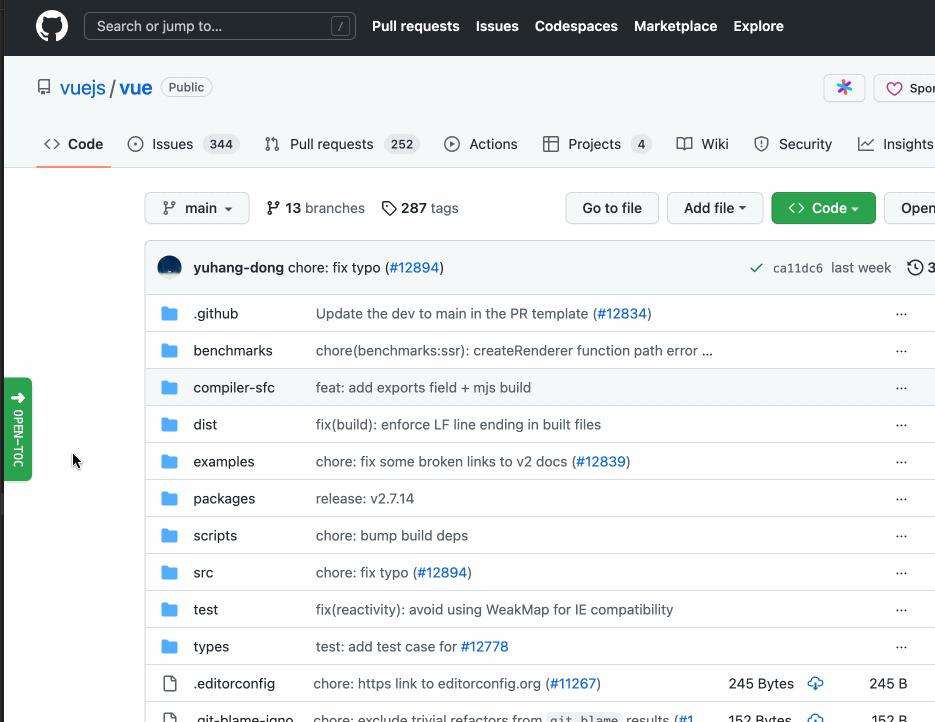 Search or jump to... /
Pull requests Issues Codespaces Marketplace Explore
vuejs / vue Public
Spor
Code Issues 344 Pull requests 252 Actions Projects 4 Wiki Security Insights
main 13 branches 287 tags Go to file Add file Code Open
yuhang-dong chore: fix typo (#12894) ca11dc6 last week 3
.github Update the dev to main in the PR template (#12834) ...
benchmarks chore(benchmarks:ssr): createRenderer function path error ... ...
compiler-sfc feat: add exports field + mjs build ...
dist fix(build): enforce LF line ending in built files ...
OPEN-TOC
examples chore: fix some broken links to v2 docs (#12839) ...
packages release: v2.7.14 ...
scripts chore: bump build deps ...
src chore: fix typo (#12894) ...
test fix(reactivity): avoid using WeakMap for IE compatibility ...
types test: add test case for #12778 ...
.editorconfig chore: https link to editorconfig.org (#11267) 245 Bytes 245 B
.git-blame-igno chore: exclude trivial refactors from git blame results (#1 152 Bytes 152 B